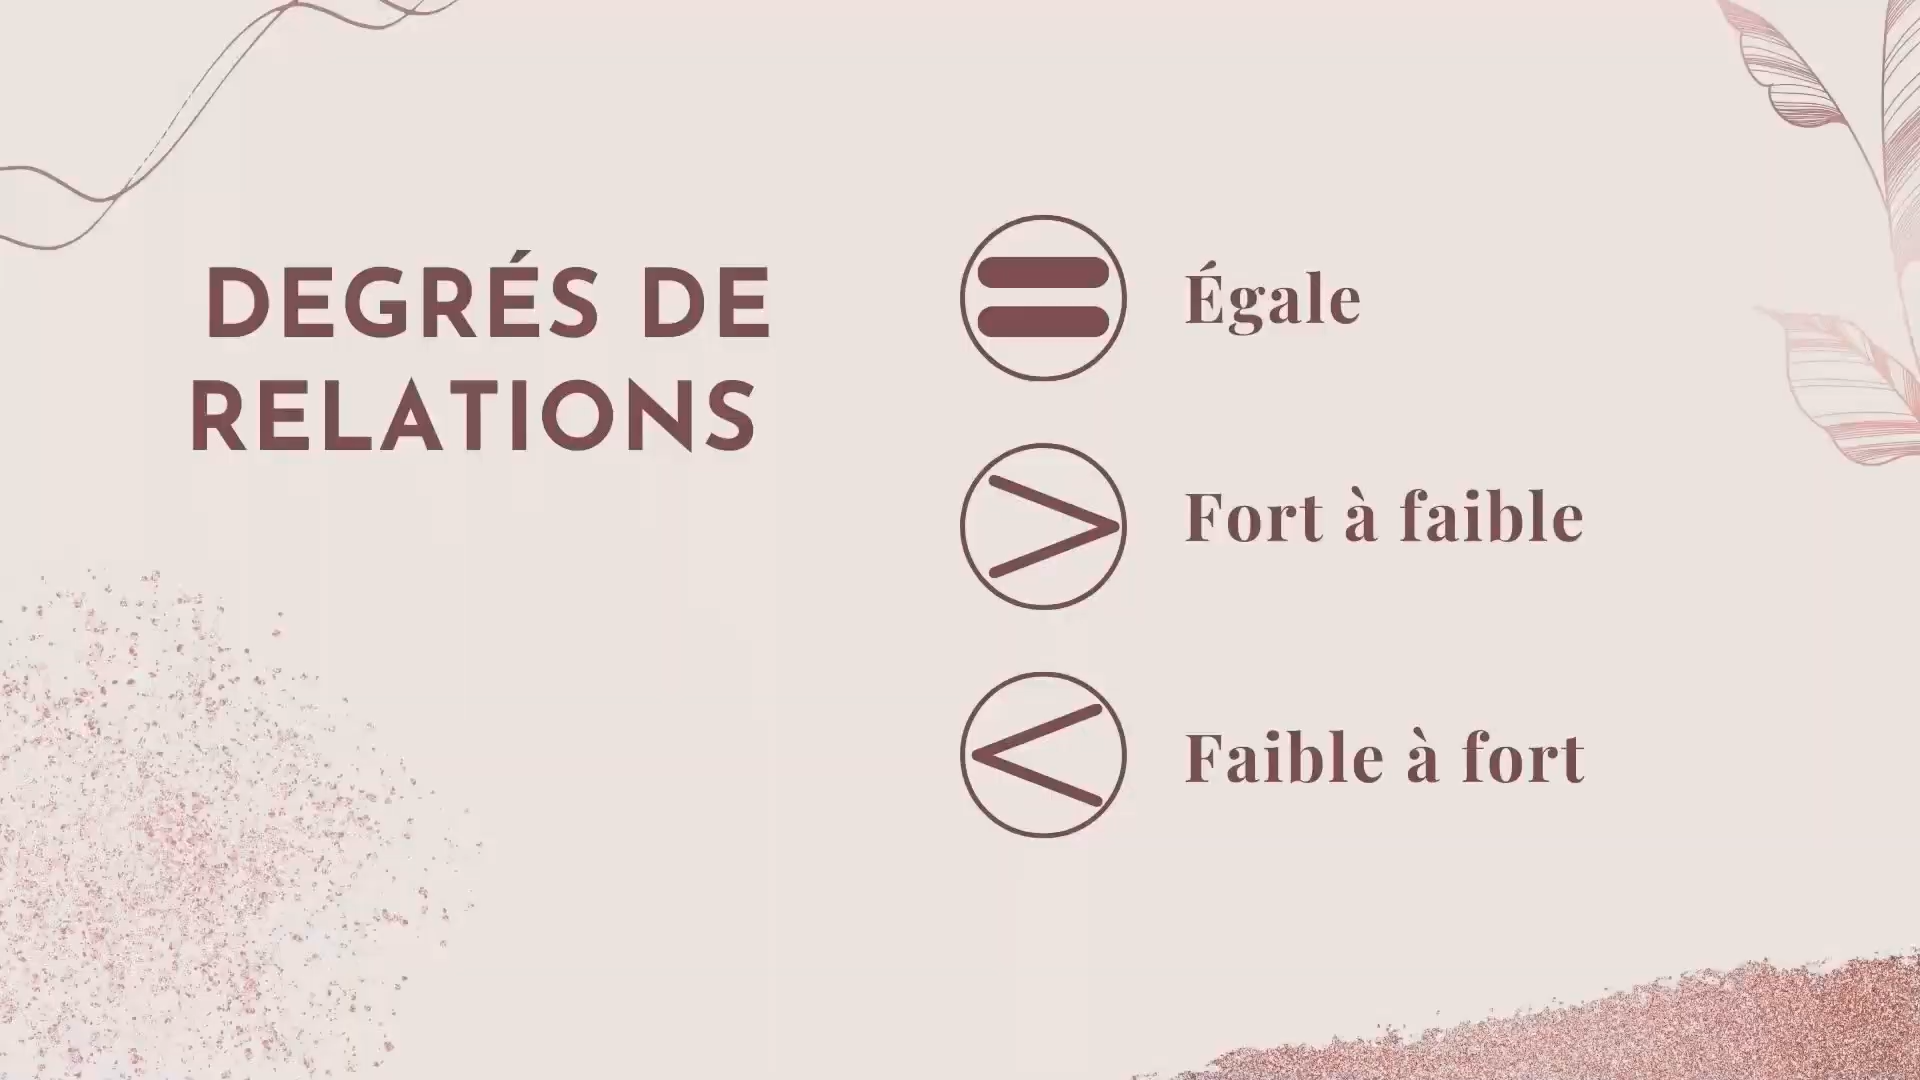 DEGRÉS DE
RELATIONS
Égale
Fort à faible
Faible à fort